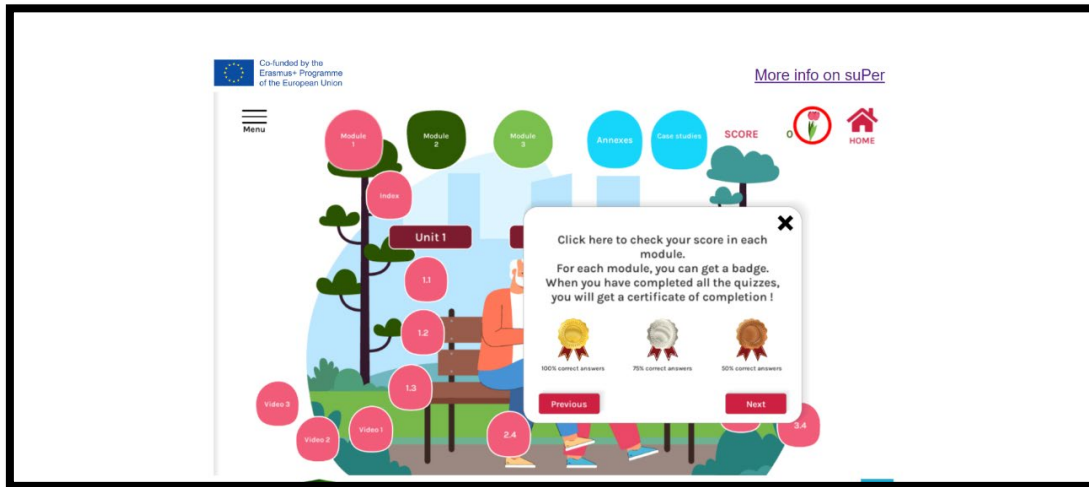 Co-funded by the
Erasmus+ Programme
of the European Union
More info on suPer
Menu
Module
1
Module
2
Module
3
Annexes
Case studies
SCORE
0
HOME
Index
Unit 1
1.1
1.2
1.3
Video 3
Video 2
Video 1
2.4
3.4
Click here to check your score in each
module.
For each module, you can get a badge.
When you have completed all the quizzes,
you will get a certificate of completion !
100% correct answers
75% correct answers
50% correct answers
Previous
Next